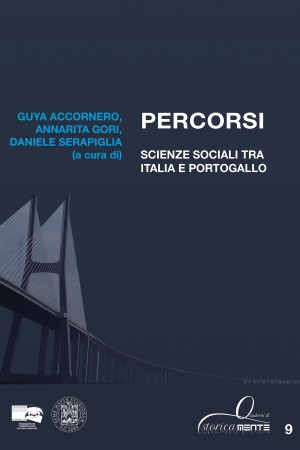 GUYA ACCORNERO,
ANNARITA GORI,
DANIELE SERAPIGLIA
(a cura di)
PERCORSI
SCIENZE SOCIALI TRA
ITALIA E PORTOGALLO
Quaderni di
storicaMENTE
9